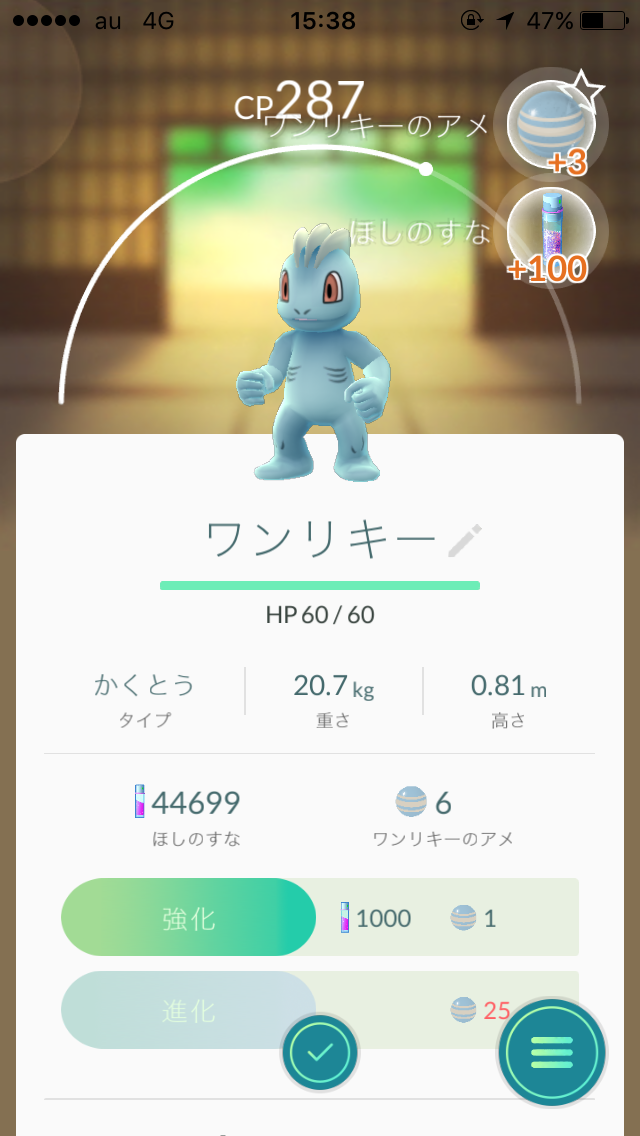 au 4G 15:38 47%
CP287
ワンリキーのアメ +3
ほしのすな +100
ワンリキー
HP 60 / 60
かくとう 20.7 kg 0.81 m
タイプ 重さ 高さ
44699 6
ほしのすな ワンリキーのアメ
強化 1000 1
進化 25